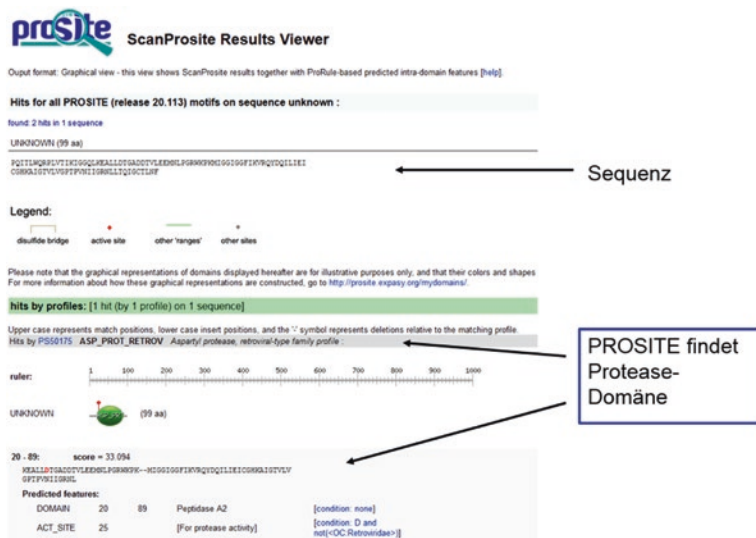 prosite ScanProsite Results Viewer
Ouput format: Graphical view - this view shows ScanProsite results together with ProRule-based predicted intra-domain features [help].
Hits for all PROSITE (release 20.113) motifs on sequence unknown :
found: 2 hits in 1 sequence
UNKNOWN (99 aa)
PQITLWQRPLVTIKIGGQLKEALLDTGADDTVLEEMNLPGRWKPKMIGGIGGFIKVRQYDQILIEI
CGHKAIGTVLVGPTPVNIIGRNLLTQIGCTLNF
Sequenz
Legend:
disulfide bridge active site other 'ranges' other sites
Please note that the graphical representations of domains displayed hereafter are for illustrative purposes only, and that their colors and shapes
For more information about how these graphical representations are constructed, go to http://prosite.expasy.org/mydomains/.
hits by profiles: [1 hit (by 1 profile) on 1 sequence]
Upper case represents match positions, lower case insert positions, and the '-' symbol represents deletions relative to the matching profile.
Hits by PS50175 ASP_PROT_RETROV Aspartyl protease, retroviral-type family profile :
PROSITE findet
Protease-
Domäne
ruler: 1 100 200 300 400 500 600 700 800 900 1000
UNKNOWN (99 aa)
20 - 89: score = 33.094
KEALLDTGADDTVLEEMNLPGRWKPK--MIGGIGGFIKVRQYDQILIEICGHKAIGTVLV
GPTPVNIIGRNL
Predicted features:
DOMAIN 20 89 Peptidase A2 [condition: none]
ACT_SITE 25 [For protease activity] [condition: D and
not(<OC:Retroviridae>)]